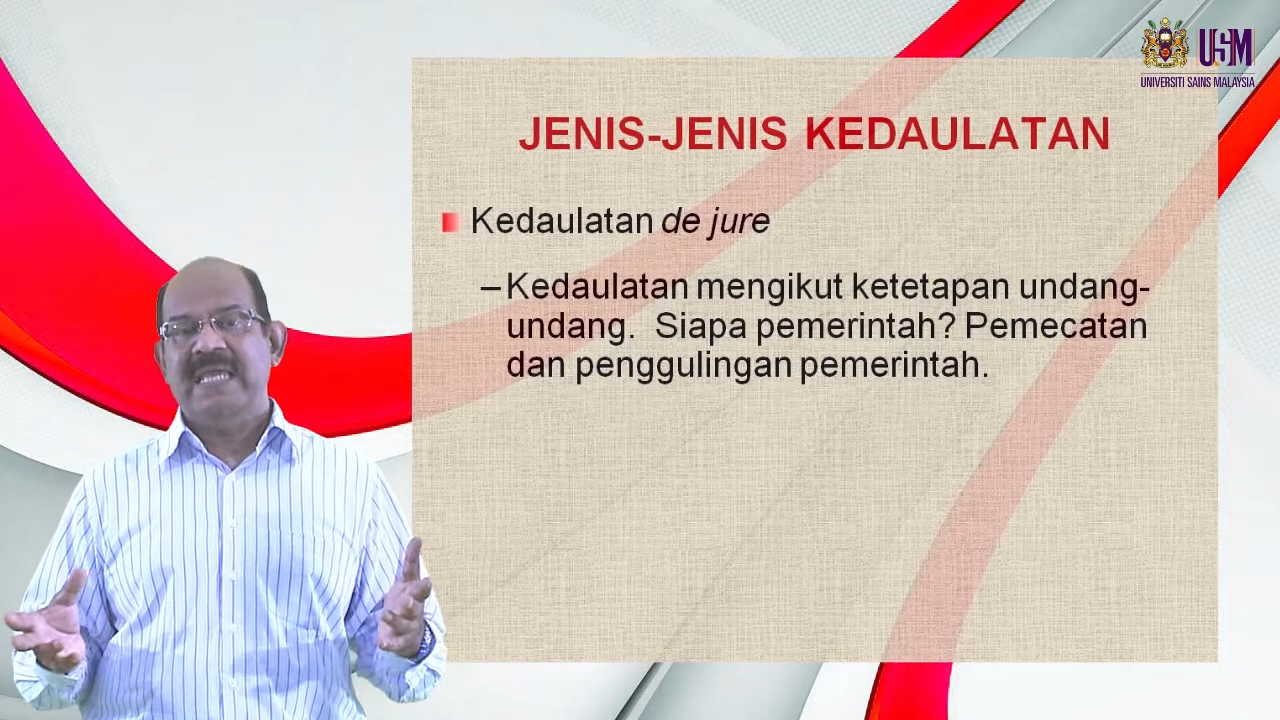 USM
UNIVERSITI SAINS MALAYSIA
JENIS-JENIS KEDAULATAN
Kedaulatan de jure
– Kedaulatan mengikut ketetapan undang-
undang. Siapa pemerintah? Pemecatan
dan penggulingan pemerintah.